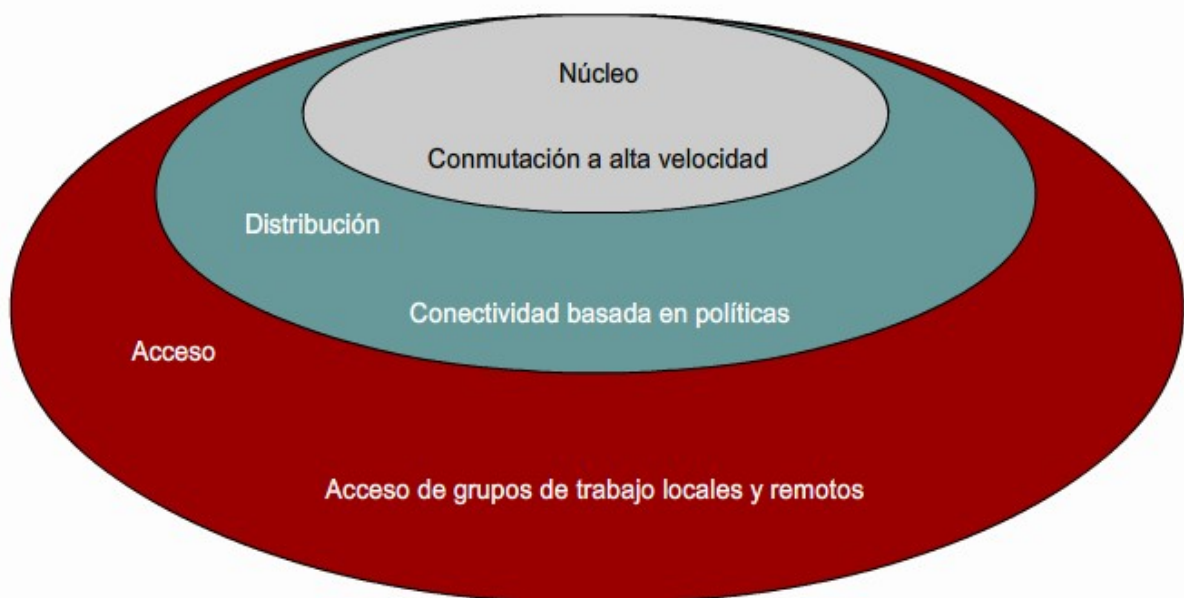 Núcleo
Conmutación a alta velocidad
Distribución
Conectividad basada en políticas
Acceso
Acceso de grupos de trabajo locales y remotos